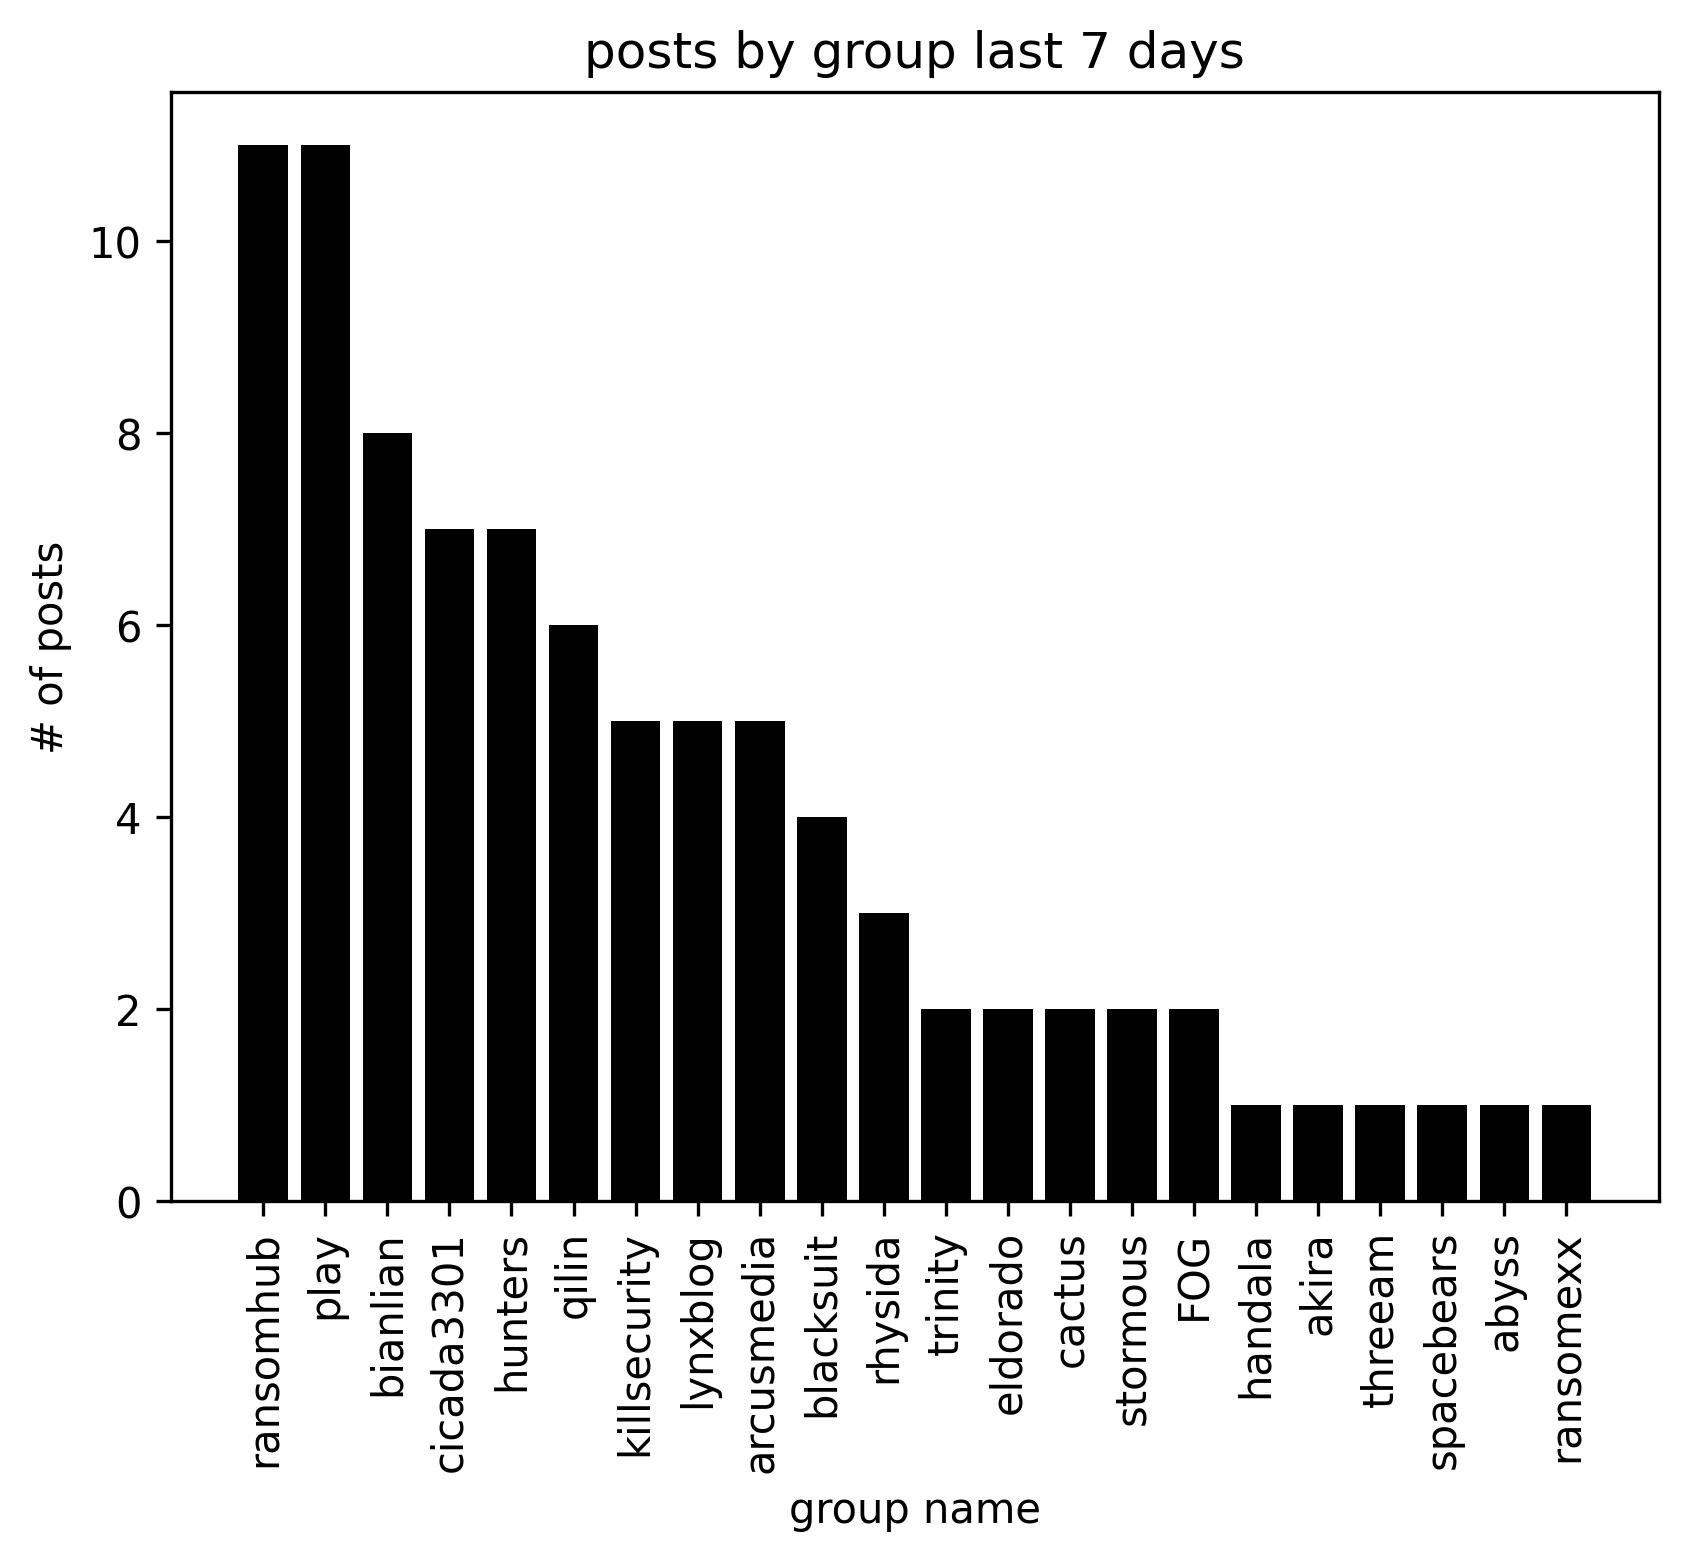 posts by group last 7 days
# of posts
10
8
6
4
2
0
ransomhub
play
bianlian
cicada3301
hunters
qilin
killsecurity
lynxblog
arcusmedia
blacksuit
rhysida
trinity
eldorado
cactus
stormous
FOG
handala
akira
threeam
spacebears
abyss
ransomexx
group name